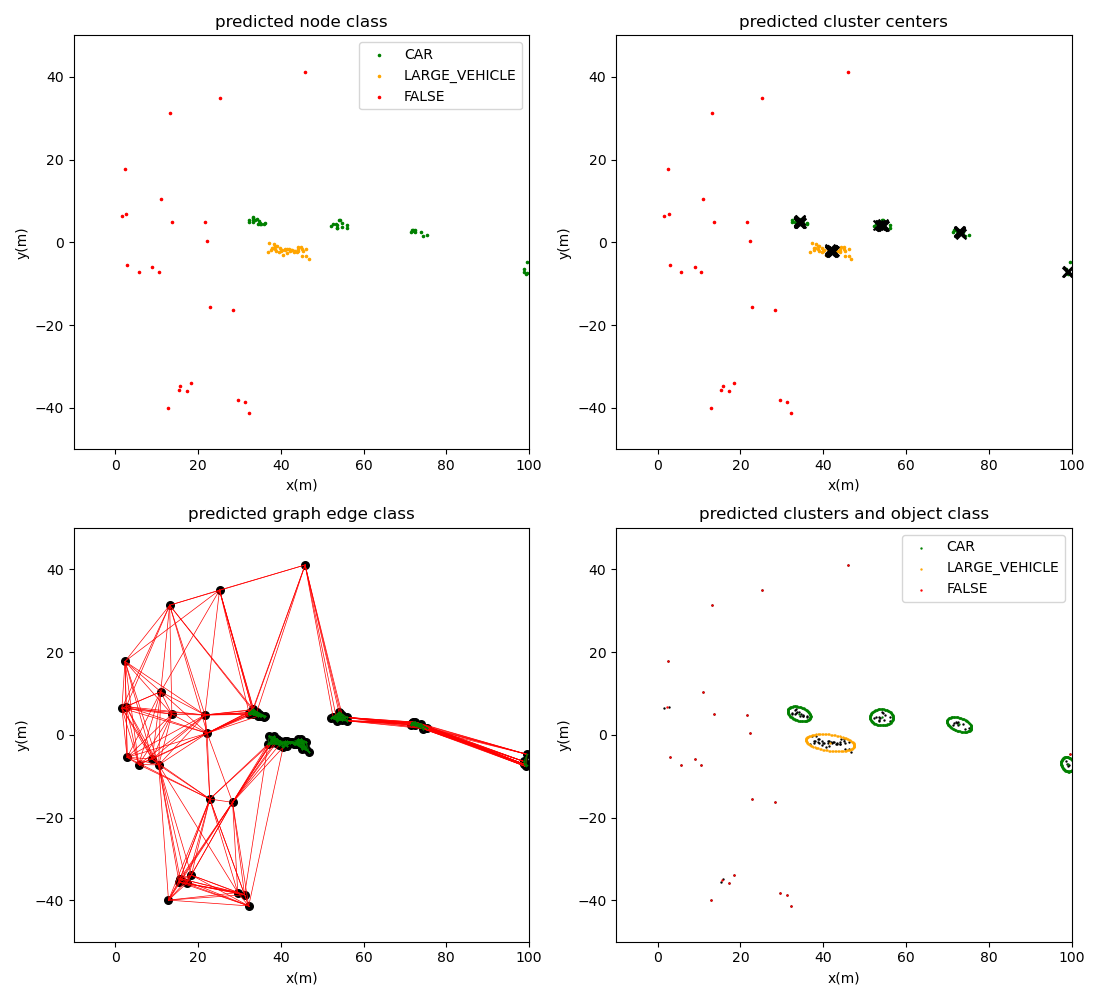 predicted node class
CAR
LARGE_VEHICLE
FALSE
40
20
0
−20
−40
y(m)
0 20 40 60 80 100
x(m)
predicted cluster centers
40
20
0
−20
−40
y(m)
0 20 40 60 80 100
x(m)
predicted graph edge class
40
20
0
−20
−40
y(m)
0 20 40 60 80 100
x(m)
predicted clusters and object class
CAR
LARGE_VEHICLE
FALSE
40
20
0
−20
−40
y(m)
0 20 40 60 80 100
x(m)